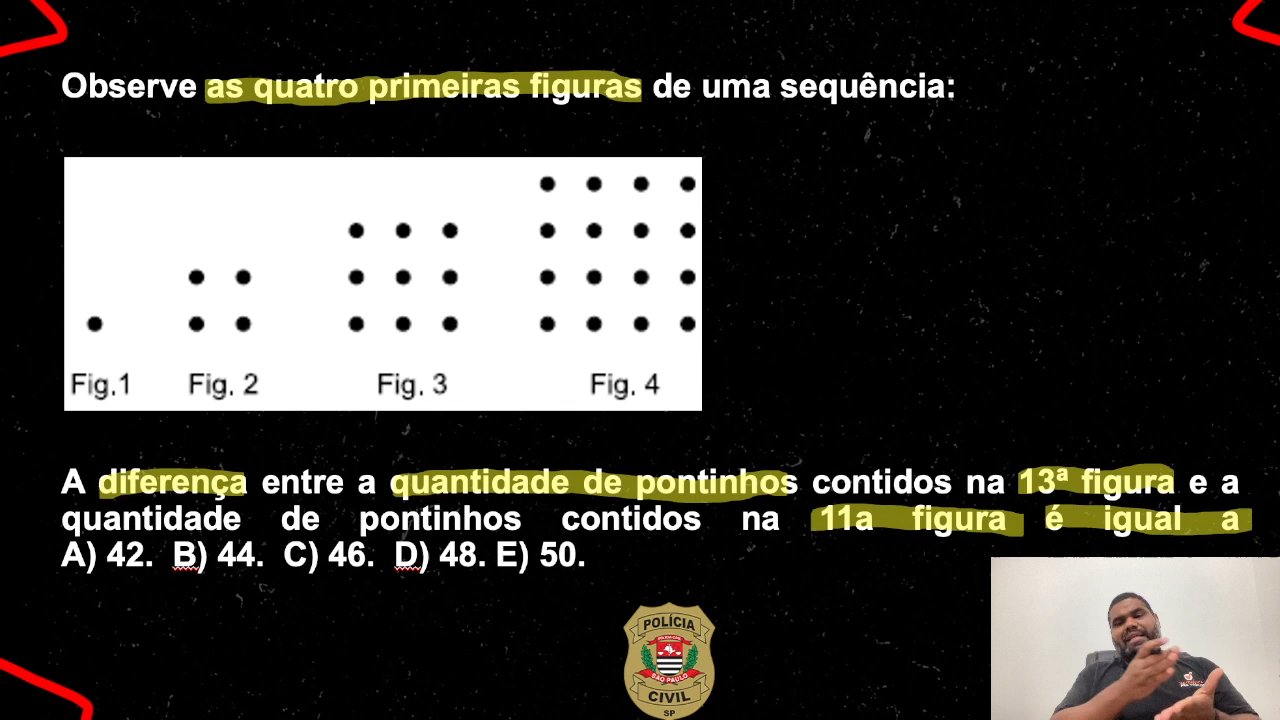 Observe as quatro primeiras figuras de uma sequência:
Fig.1 Fig. 2 Fig. 3 Fig. 4
A diferença entre a quantidade de pontinhos contidos na 13ª figura e a
quantidade de pontinhos contidos na 11a figura é igual a
A) 42. B) 44. C) 46. D) 48. E) 50.
POLÍCIA
SÃO PAULO
CIVIL
SP